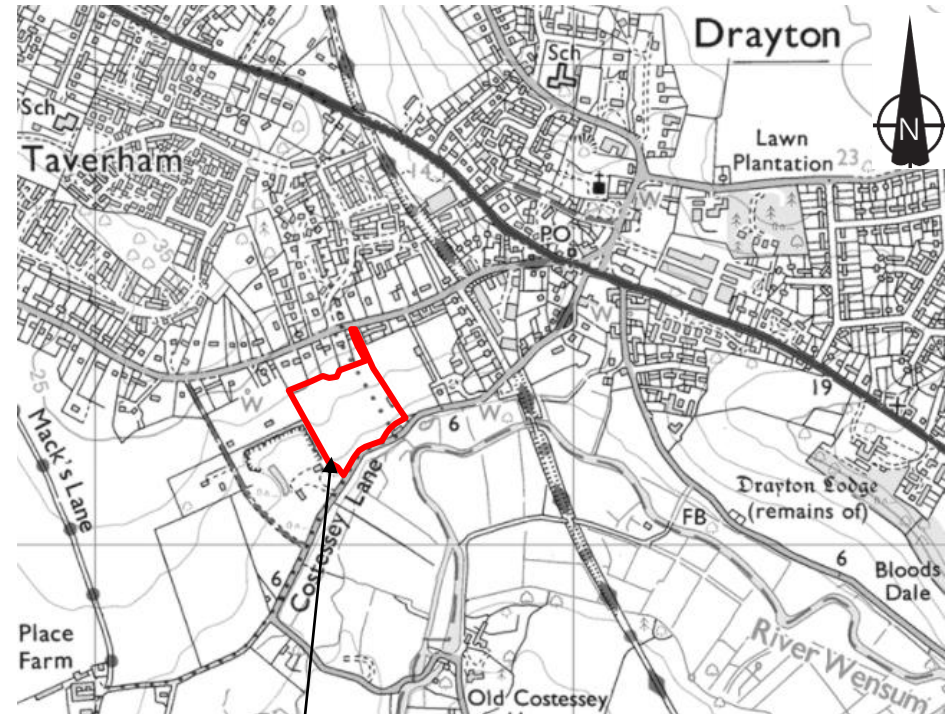 Drayton
Sch
N
Sch
Lawn
Plantation
23
Taverham
14
W
PO
35
W
19
25
W
W
6
Mack's Lane
Costessey Lane
Drayton Lodge
(remains of)
FB
6
6
Bloods
Dale
Place
Farm
River Wensum
Old Costessey